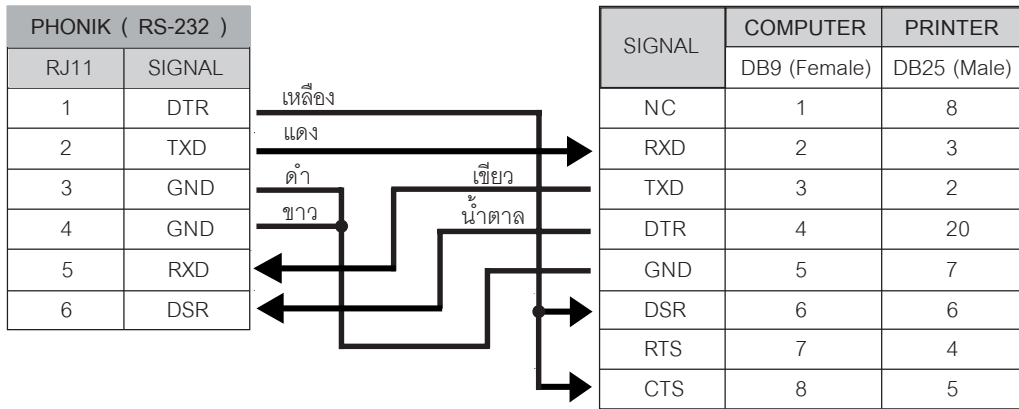 PHONIK ( RS-232 )
RJ11 SIGNAL
1 DTR
2 TXD
3 GND
4 GND
5 RXD
6 DSR
เหลือง
แดง
ดำ
ขาว
เขียว
น้ำตาล
SIGNAL COMPUTER PRINTER
DB9 (Female) DB25 (Male)
NC 1 8
RXD 2 3
TXD 3 2
DTR 4 20
GND 5 7
DSR 6 6
RTS 7 4
CTS 8 5